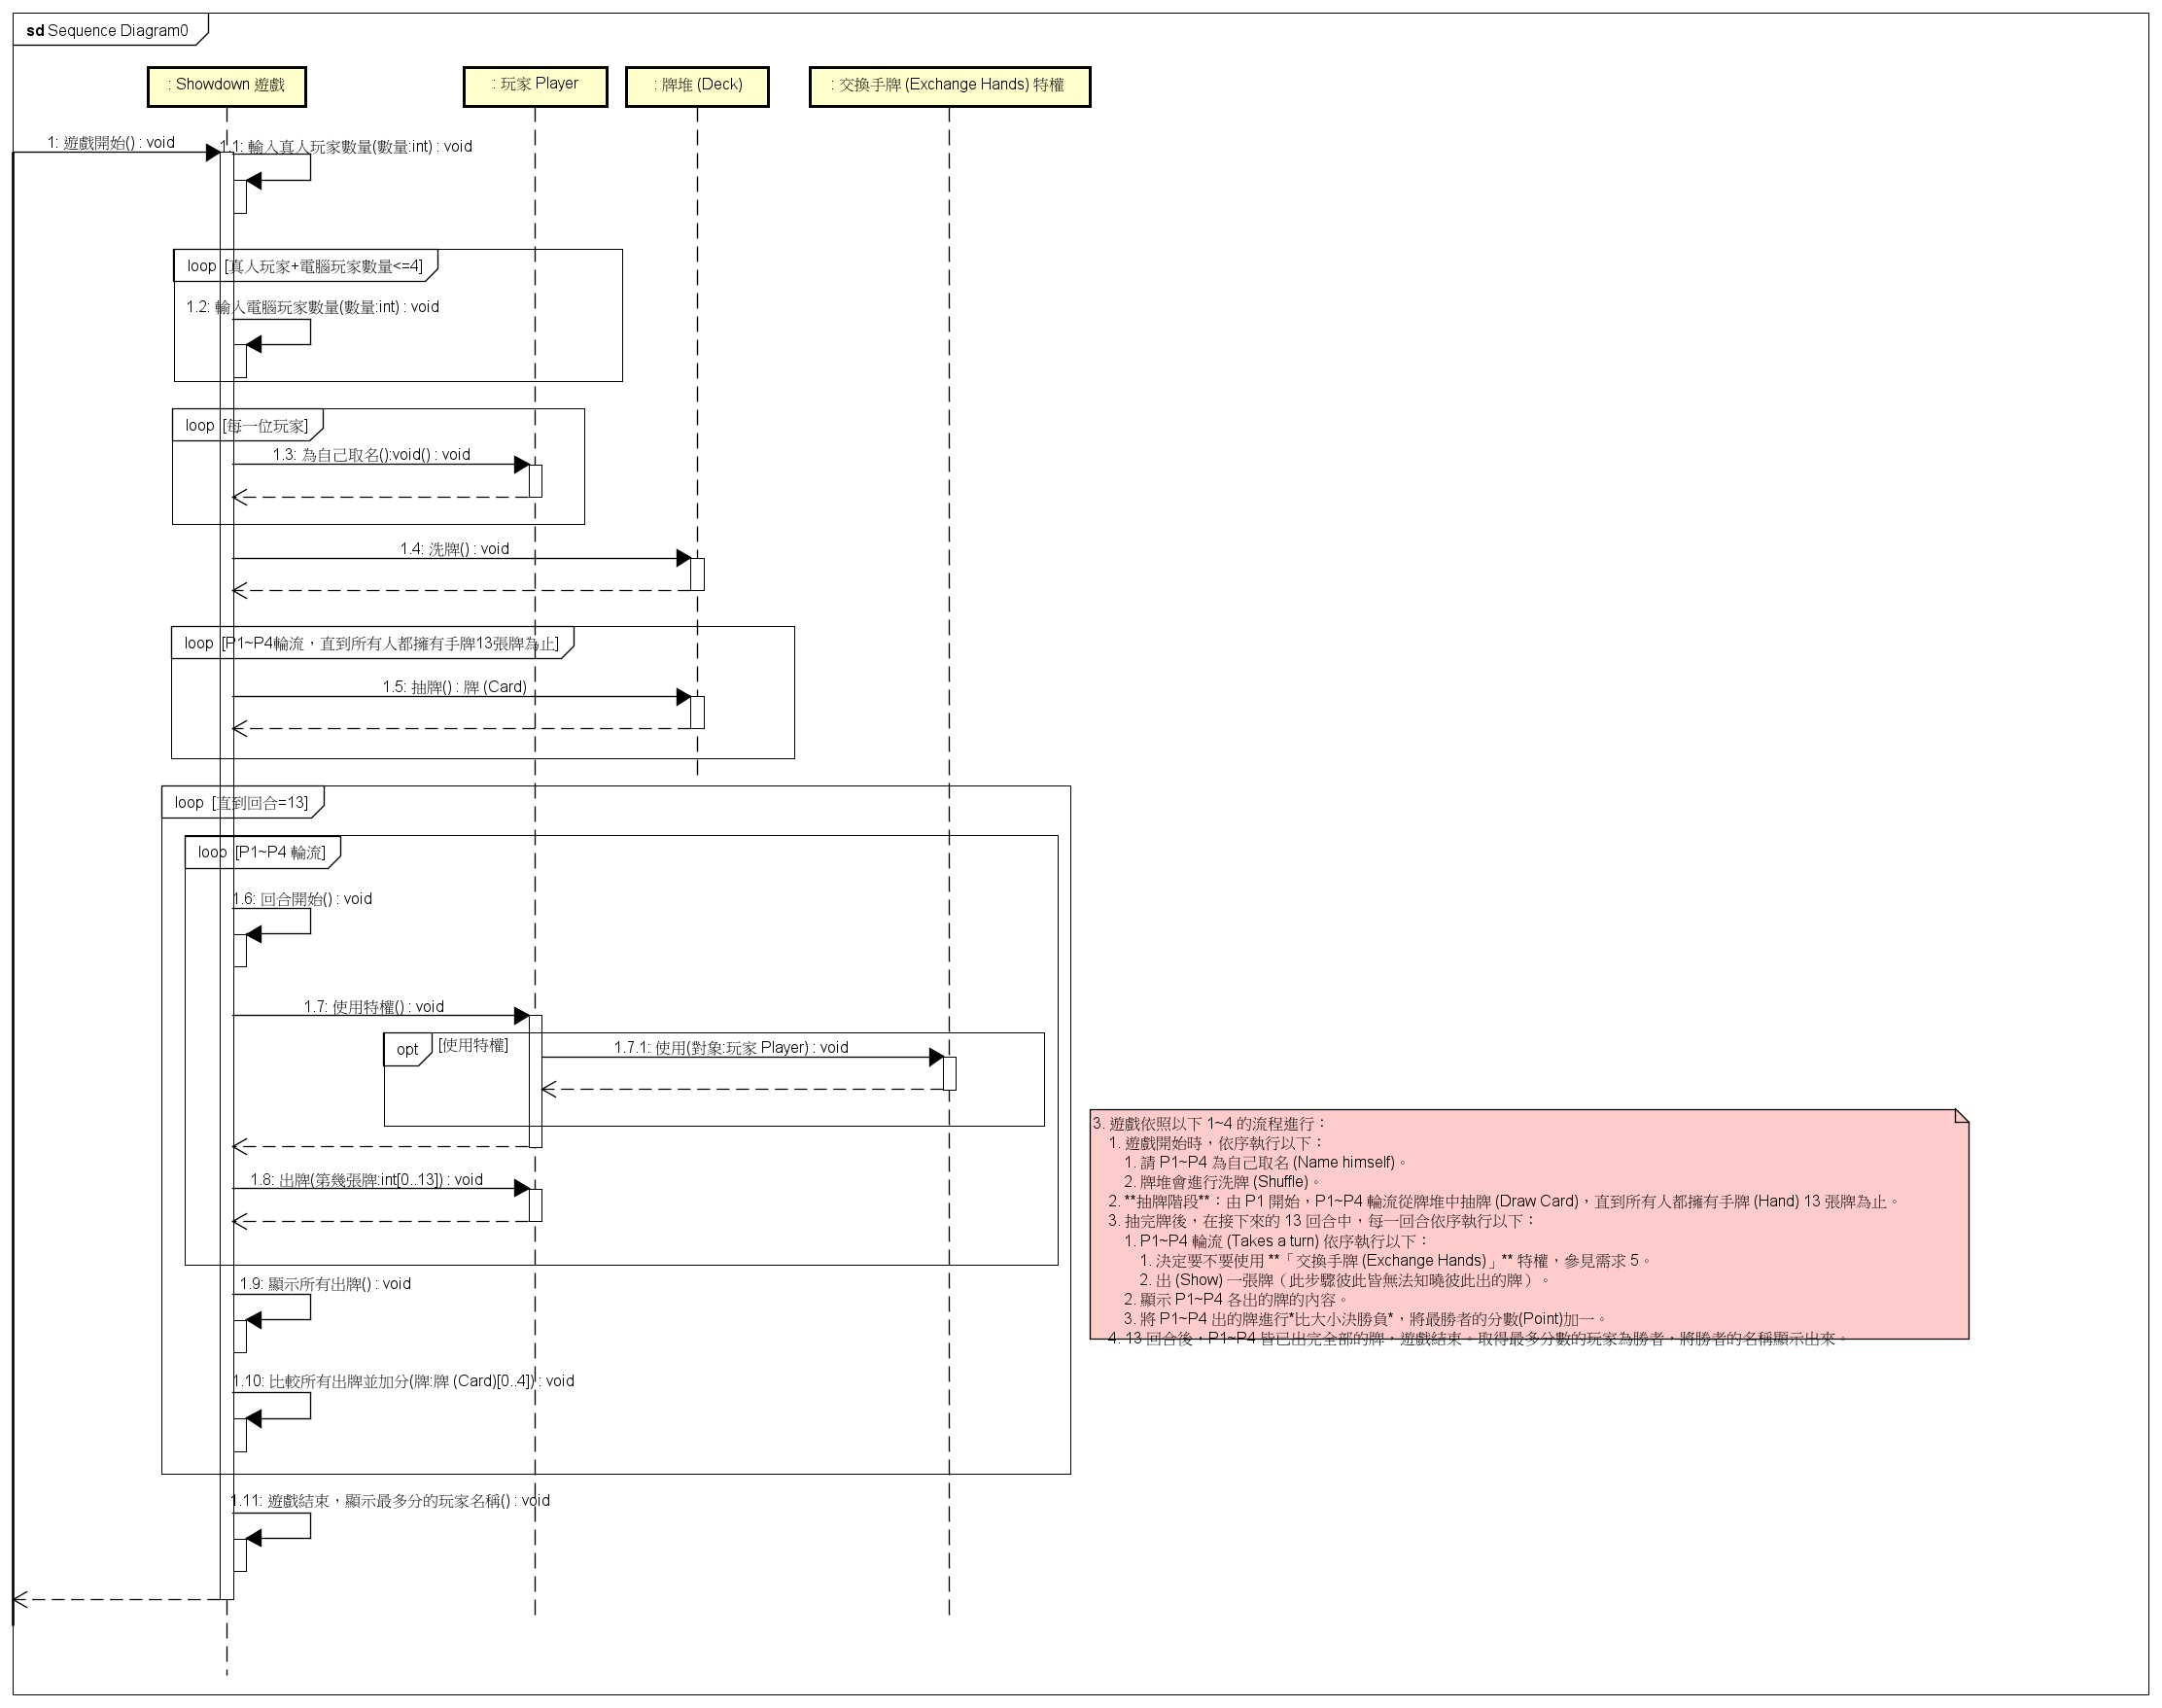 sd Sequence Diagram0
: Showdown 遊戲
: 玩家 Player
: 牌堆 (Deck)
: 交換手牌 (Exchange Hands) 特權
1: 遊戲開始() : void
1.1: 輸入真人玩家數量(數量:int) : void
loop [真人玩家+電腦玩家數量<=4]
1.2: 輸入電腦玩家數量(數量:int) : void
loop [每一位玩家]
1.3: 為自己取名():void() : void
1.4: 洗牌() : void
loop [P1~P4輪流，直到所有人都擁有手牌13張牌為止]
1.5: 抽牌() : 牌 (Card)
loop [直到回合=13]
loop [P1~P4 輪流]
1.6: 回合開始() : void
1.7: 使用特權() : void
opt [使用特權]
1.7.1: 使用(對象:玩家 Player) : void
1.8: 出牌(第幾張牌:int[0..13]) : void
1.9: 顯示所有出牌() : void
1.10: 比較所有出牌並加分(牌:牌 (Card)[0..4]) : void
1.11: 遊戲結束，顯示最多分的玩家名稱() : void
3. 遊戲依照以下 1~4 的流程進行：
1. 遊戲開始時，依序執行以下：
1. 請 P1~P4 為自己取名 (Name himself)。
2. 牌堆會進行洗牌 (Shuffle)。
2. **抽牌階段**：由 P1 開始，P1~P4 輪流從牌堆中抽牌 (Draw Card)，直到所有人都擁有手牌 (Hand) 13 張牌為止。
3. 抽完牌後，在接下來的 13 回合中，每一回合依序執行以下：
1. P1~P4 輪流 (Takes a turn) 依序執行以下：
1. 決定要不要使用 **「交換手牌 (Exchange Hands)」** 特權，參見需求 5。
2. 出 (Show) 一張牌（此步驟彼此皆無法知曉彼此出的牌）。
2. 顯示 P1~P4 各出的牌的內容。
3. 將 P1~P4 出的牌進行*比大小決勝負*，將最勝者的分數(Point)加一。
4. 13 回合後，P1~P4 皆已出完全部的牌，遊戲結束。取得最多分數的玩家為勝者，將勝者的名稱顯示出來。